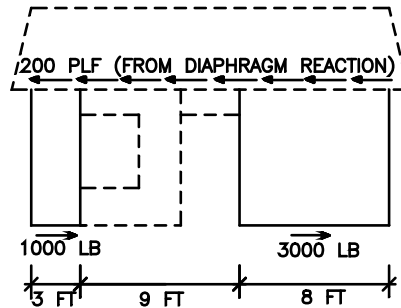 200 PLF (FROM DIAPHRAGM REACTION)
1000 LB
3000 LB
3 FT
9 FT
8 FT